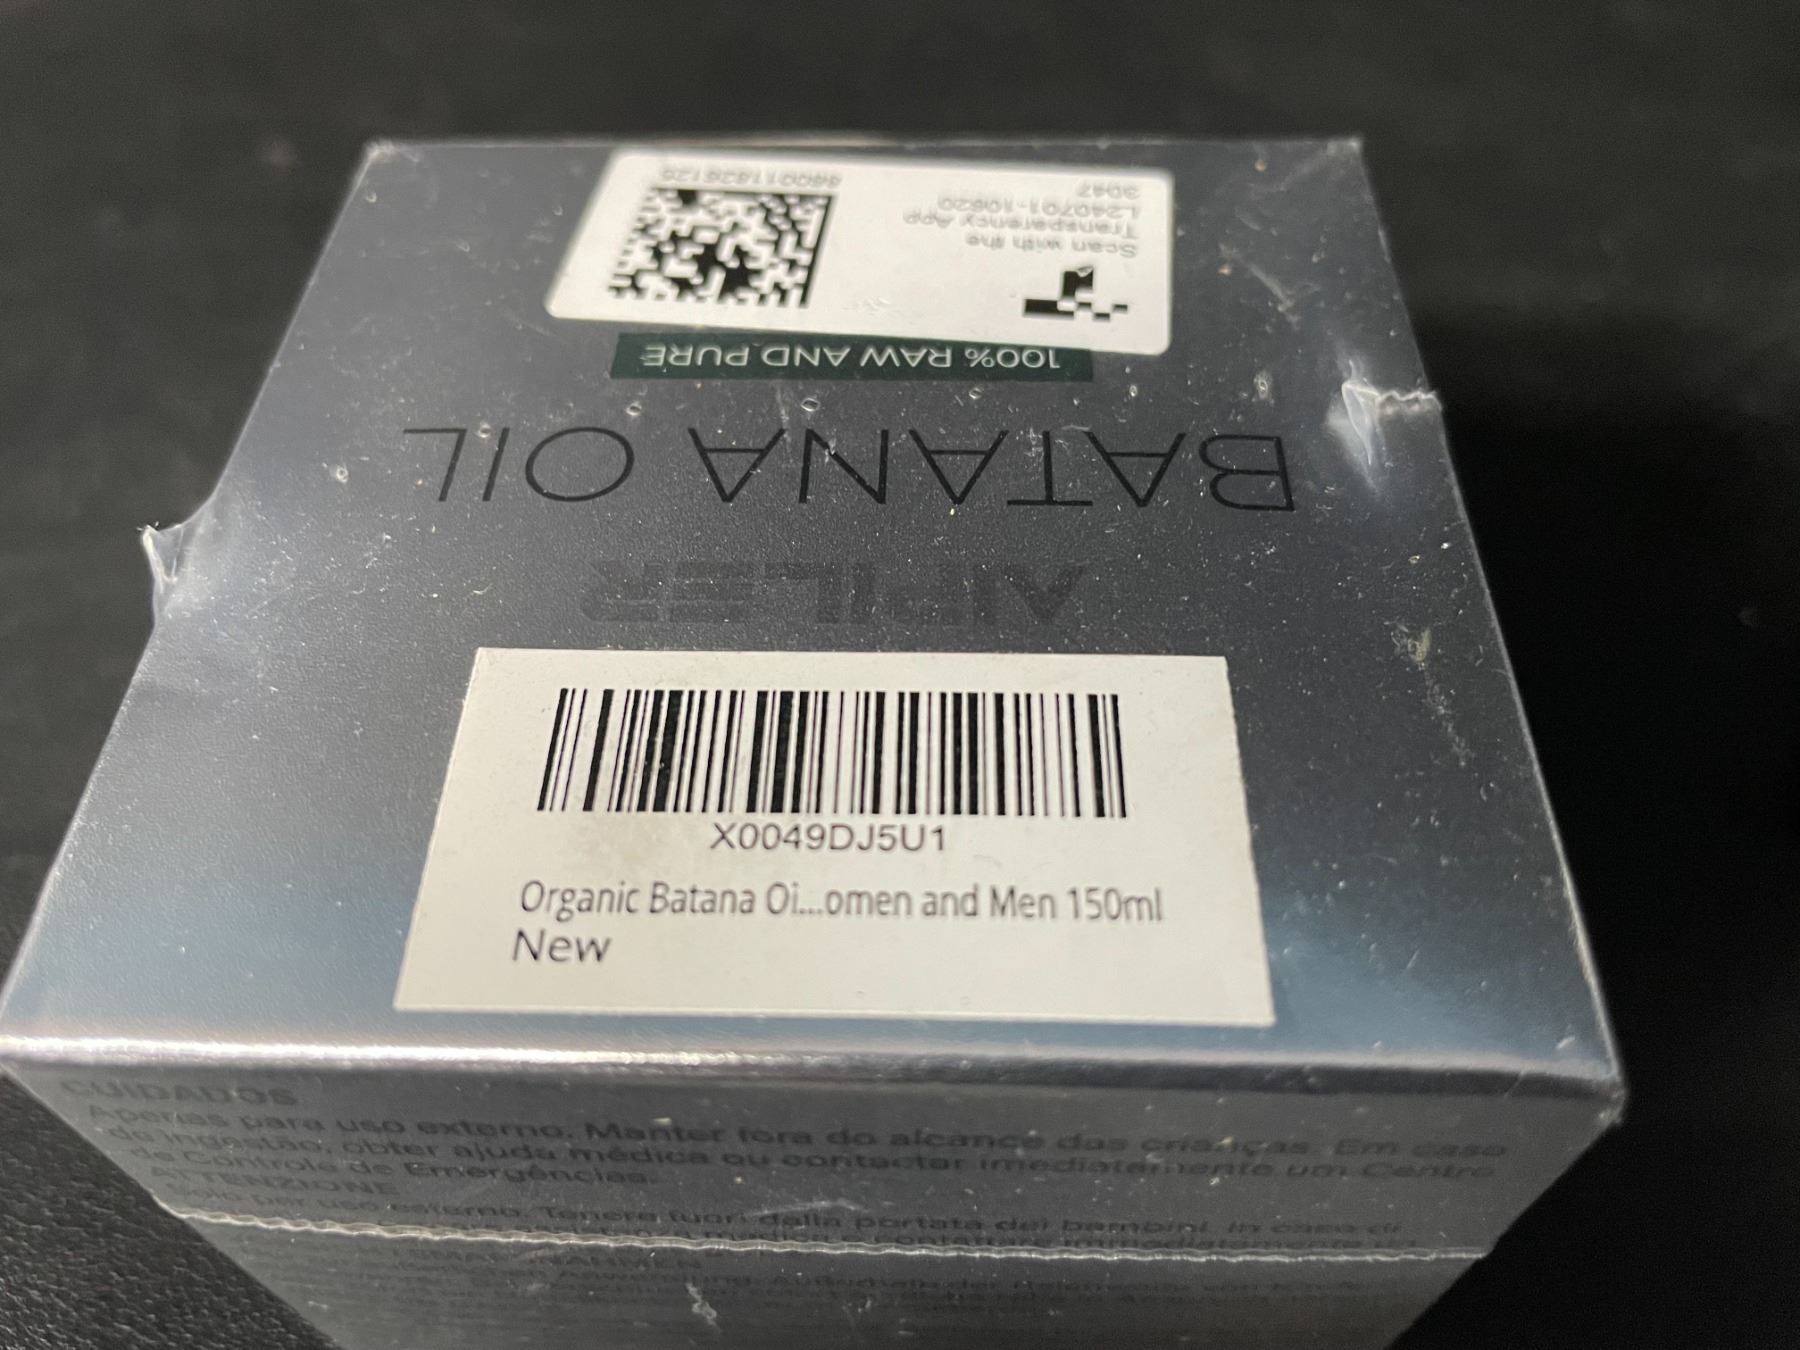 Scan with the
Transparency App
L240701-10620
3047
100% RAW AND PURE
BATANA OIL
AIPILER
X0049DJ5U1
Organic Batana Oi...omen and Men 150ml
New
CUIDADOS
Apenas para uso externo. Manter fora do alcance das crianças. Em caso
de ingestão, obter ajuda médica ou contactar imediatamente um Centro
de Controle de Emergências.
ATTENZIONE
Solo per uso esterno. Tenere fuori dalla portata dei bambini. In caso di